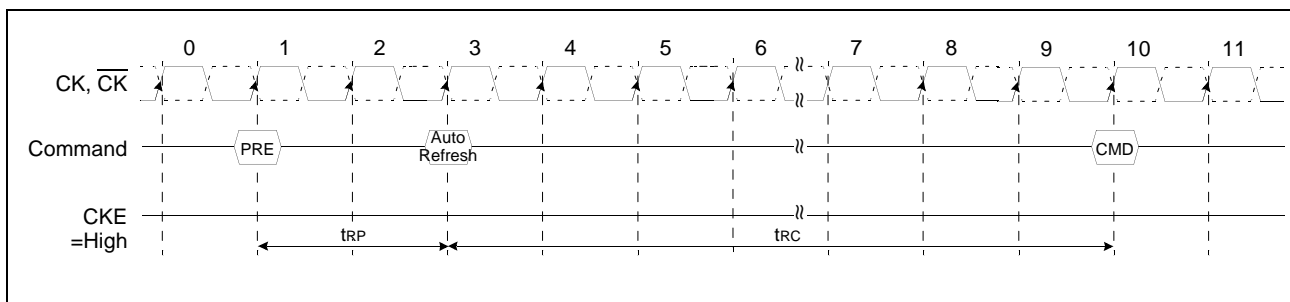 0 1 2 3 4 5 6 7 8 9 10 11
CK, C̅K̅
Command
PRE
Auto
Refresh
CMD
CKE
=High
tRP
tRC